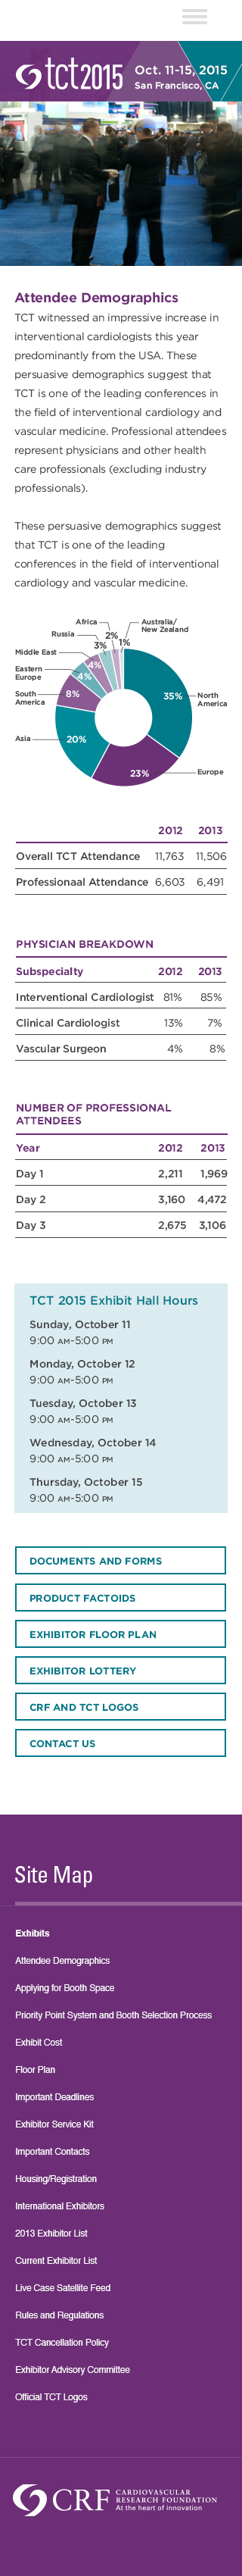 tct2015
Oct. 11-15, 2015
San Francisco, CA
Attendee Demographics
TCT witnessed an impressive increase in
interventional cardiologists this year
predominantly from the USA. These
persuasive demographics suggest that
TCT is one of the leading conferences in
the field of interventional cardiology and
vascular medicine. Professional attendees
represent physicians and other health
care professionals (excluding industry
professionals).
These persuasive demographics suggest
that TCT is one of the leading
conferences in the field of interventional
cardiology and vascular medicine.
Africa
Australia/
New Zealand
Russia
2%
1%
3%
Middle East
4%
Eastern
Europe
4%
South
America
8%
35%
North
America
Asia
20%
23%
Europe
2012 2013
Overall TCT Attendance 11,763 11,506
Professionaal Attendance 6,603 6,491
PHYSICIAN BREAKDOWN
Subspecialty 2012 2013
Interventional Cardiologist 81% 85%
Clinical Cardiologist 13% 7%
Vascular Surgeon 4% 8%
NUMBER OF PROFESSIONAL
ATTENDEES
Year 2012 2013
Day 1 2,211 1,969
Day 2 3,160 4,472
Day 3 2,675 3,106
TCT 2015 Exhibit Hall Hours
Sunday, October 11
9:00 AM-5:00 PM
Monday, October 12
9:00 AM-5:00 PM
Tuesday, October 13
9:00 AM-5:00 PM
Wednesday, October 14
9:00 AM-5:00 PM
Thursday, October 15
9:00 AM-5:00 PM
DOCUMENTS AND FORMS
PRODUCT FACTOIDS
EXHIBITOR FLOOR PLAN
EXHIBITOR LOTTERY
CRF AND TCT LOGOS
CONTACT US
Site Map
Exhibits
Attendee Demographics
Applying for Booth Space
Priority Point System and Booth Selection Process
Exhibit Cost
Floor Plan
Important Deadlines
Exhibitor Service Kit
Important Contacts
Housing/Registration
International Exhibitors
2013 Exhibitor List
Current Exhibitor List
Live Case Satellite Feed
Rules and Regulations
TCT Cancellation Policy
Exhibitor Advisory Committee
Official TCT Logos
CRF
CARDIOVASCULAR
RESEARCH FOUNDATION
At the heart of innovation